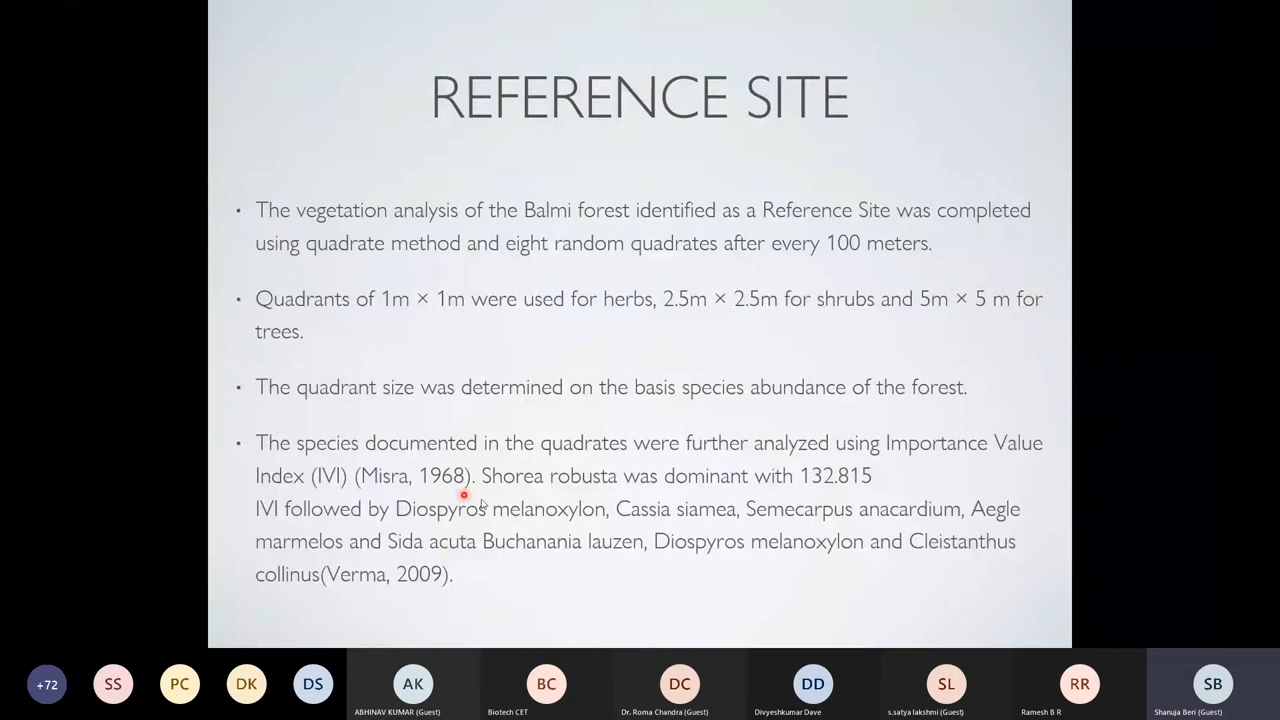 REFERENCE SITE
• The vegetation analysis of the Balmi forest identified as a Reference Site was completed
using quadrate method and eight random quadrates after every 100 meters.
• Quadrants of 1m × 1m were used for herbs, 2.5m × 2.5m for shrubs and 5m × 5 m for
trees.
• The quadrant size was determined on the basis species abundance of the forest.
• The species documented in the quadrates were further analyzed using Importance Value
Index (IVI) (Misra, 1968). Shorea robusta was dominant with 132.815
IVI followed by Diospyros melanoxylon, Cassia siamea, Semecarpus anacardium, Aegle
marmelos and Sida acuta Buchanania lauzen, Diospyros melanoxylon and Cleistanthus
collinus(Verma, 2009).
+72 SS PC DK DS AK BC DC DD SL RR SB
ABHINAV KUMAR (Guest) Biotech CET Dr. Roma Chandra (Guest) Divyeshkumar Dave s.satya lakshmi (Guest) Ramesh B R Shanuja Beri (Guest)